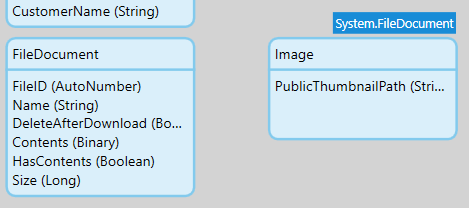 CustomerName (String)
System.FileDocument
FileDocument
FileID (AutoNumber)
Name (String)
DeleteAfterDownload (Bo...
Contents (Binary)
HasContents (Boolean)
Size (Long)
Image
PublicThumbnailPath (Stri...